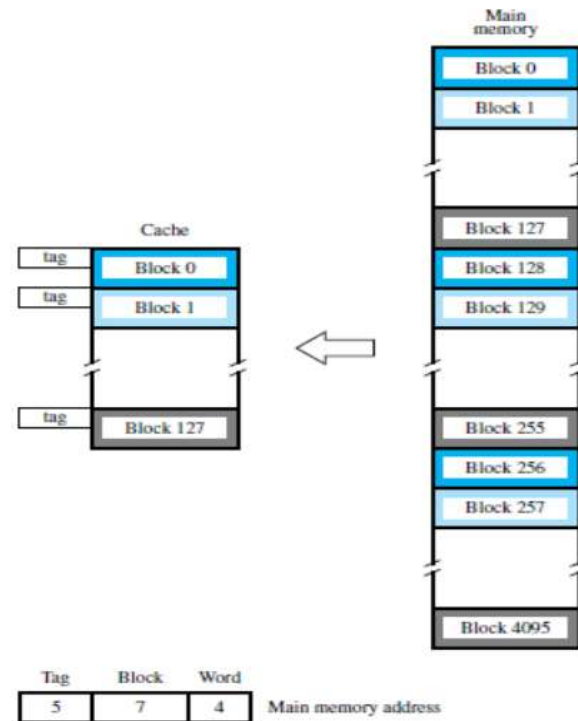 Main
memory
Block 0
Block 1
Block 127
Block 128
Block 129
Block 255
Block 256
Block 257
Block 4095
Cache
tag
Block 0
tag
Block 1
tag
Block 127
Tag Block Word
5 7 4 Main memory address